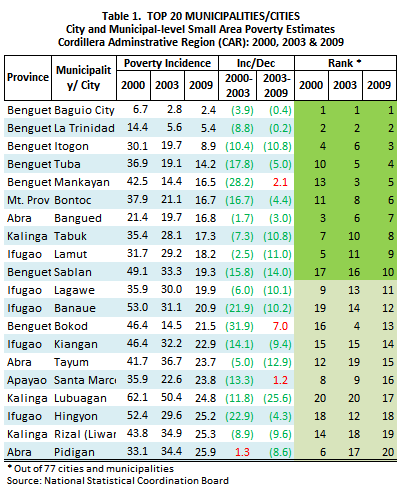 Table 1. TOP 20 MUNICIPALITIES/CITIES
City and Municipal-level Small Area Poverty Estimates
Cordillera Adminstrative Region (CAR): 2000, 2003 & 2009
Province Municipalit y/ City Poverty Incidence Inc/Dec Rank *
2000 2003 2009 2000-2003 2003-2009 2000 2003 2009
Benguet Baguio City 6.7 2.8 2.4 (3.9) (0.4) 1 1 1
Benguet La Trinidad 14.4 5.6 5.4 (8.8) (0.2) 2 2 2
Benguet Itogon 30.1 19.7 8.9 (10.4) (10.8) 4 6 3
Benguet Tuba 36.9 19.1 14.2 (17.8) (5.0) 10 5 4
Benguet Mankayan 42.5 14.4 16.5 (28.2) 2.1 13 3 5
Mt. Prov Bontoc 37.9 21.1 16.7 (16.7) (4.4) 11 8 6
Abra Bangued 21.4 19.7 16.8 (1.7) (3.0) 3 6 7
Kalinga Tabuk 35.4 28.1 17.3 (7.3) (10.8) 7 10 8
Ifugao Lamut 31.7 29.2 18.2 (2.5) (11.0) 5 11 9
Benguet Sablan 49.1 33.3 19.3 (15.8) (14.0) 17 16 10
Ifugao Lagawe 35.9 30.0 19.9 (6.0) (10.1) 9 13 11
Ifugao Banaue 53.0 31.1 20.9 (21.9) (10.2) 19 14 12
Benguet Bokod 46.4 14.5 21.5 (31.9) 7.0 16 4 13
Ifugao Kiangan 46.4 32.2 22.9 (14.1) (9.4) 15 15 14
Abra Tayum 41.7 36.7 23.7 (5.0) (12.9) 12 19 15
Apayao Santa Marc 35.9 22.6 23.8 (13.3) 1.2 8 9 16
Kalinga Lubuagan 62.1 50.4 24.8 (11.8) (25.6) 20 20 17
Ifugao Hingyon 52.4 29.6 25.2 (22.9) (4.3) 18 12 18
Kalinga Rizal (Liwan 43.8 34.9 25.3 (8.9) (9.6) 14 18 19
Abra Pidigan 33.1 34.4 25.9 1.3 (8.6) 6 17 20
* Out of 77 cities and municipalities
Source: National Statistical Coordination Board